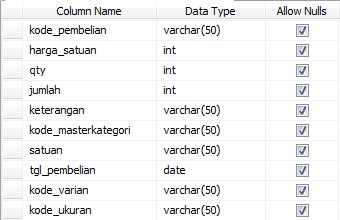 Column Name Data Type Allow Nulls
kode_pembelian varchar(50)
harga_satuan int
qty int
jumlah int
keterangan varchar(50)
kode_masterkategori varchar(50)
satuan varchar(50)
tgl_pembelian date
kode_varian varchar(50)
kode_ukuran varchar(50)